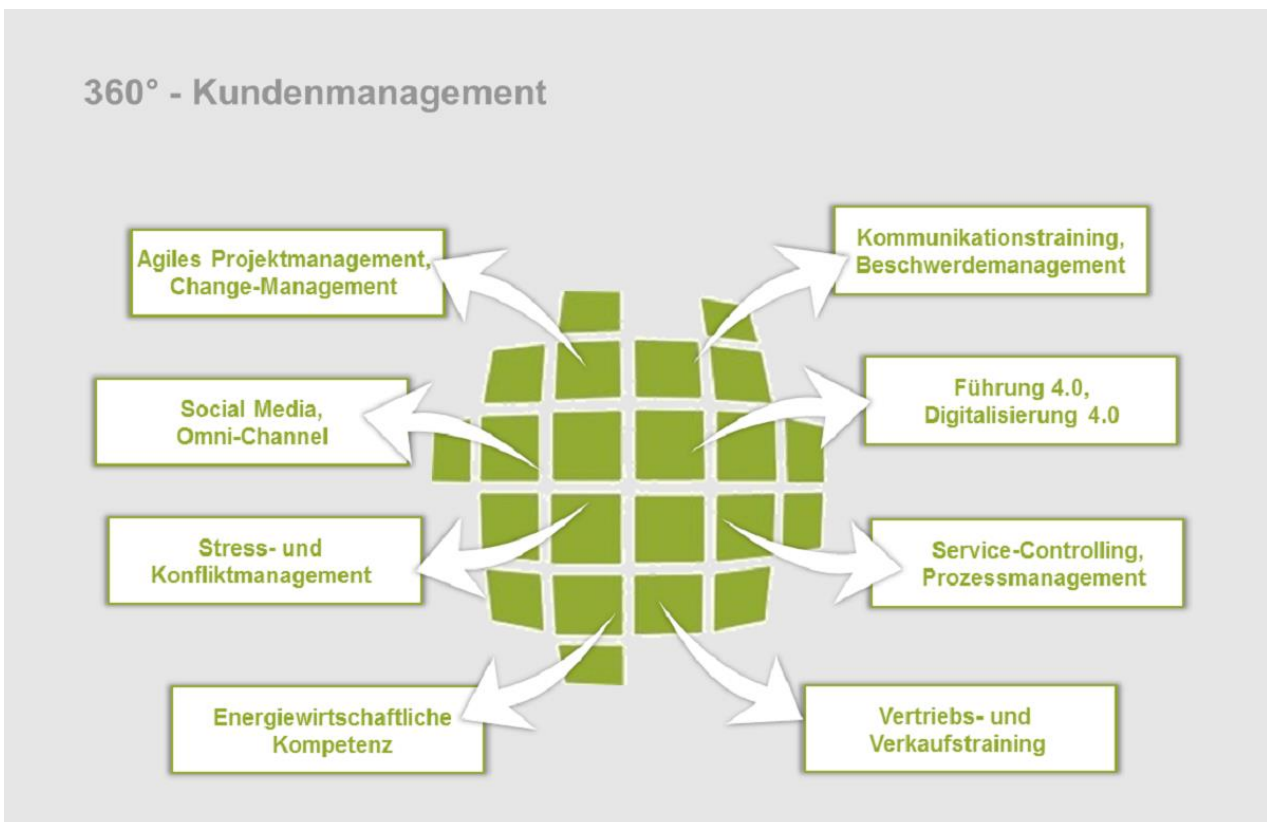 360° - Kundenmanagement
Agiles Projektmanagement,
Change-Management
Kommunikationstraining,
Beschwerdemanagement
Social Media,
Omni-Channel
Führung 4.0,
Digitalisierung 4.0
Stress- und
Konfliktmanagement
Service-Controlling,
Prozessmanagement
Energiewirtschaftliche
Kompetenz
Vertriebs- und
Verkaufstraining